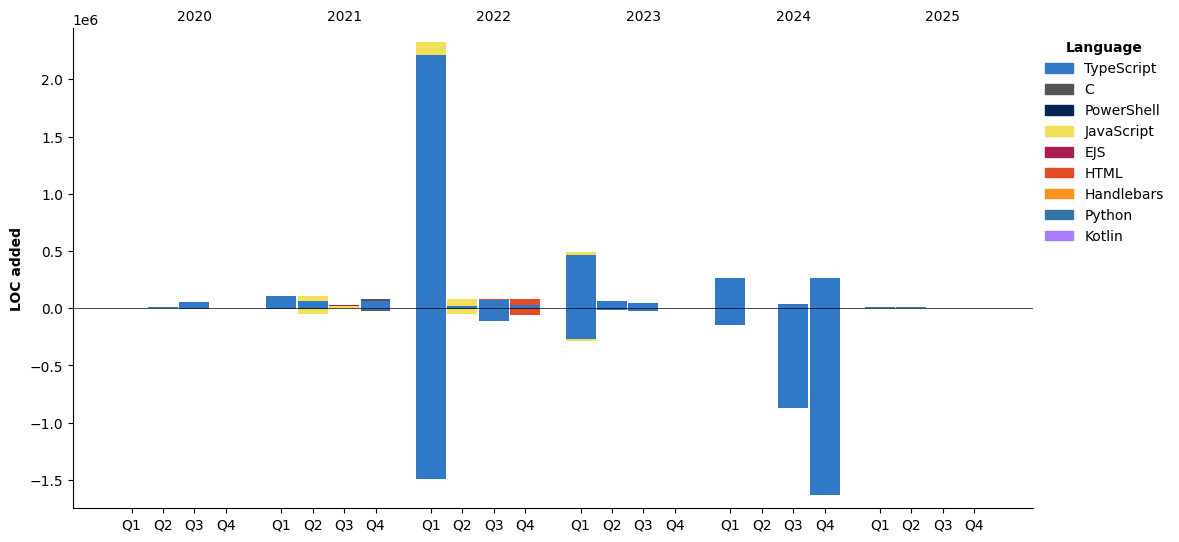 1e6
2020 2021 2022 2023 2024 2025
Language
TypeScript
C
PowerShell
JavaScript
EJS
HTML
Handlebars
Python
Kotlin
LOC added
2.0
1.5
1.0
0.5
0.0
−0.5
−1.0
−1.5
Q1 Q2 Q3 Q4 Q1 Q2 Q3 Q4 Q1 Q2 Q3 Q4 Q1 Q2 Q3 Q4 Q1 Q2 Q3 Q4 Q1 Q2 Q3 Q4